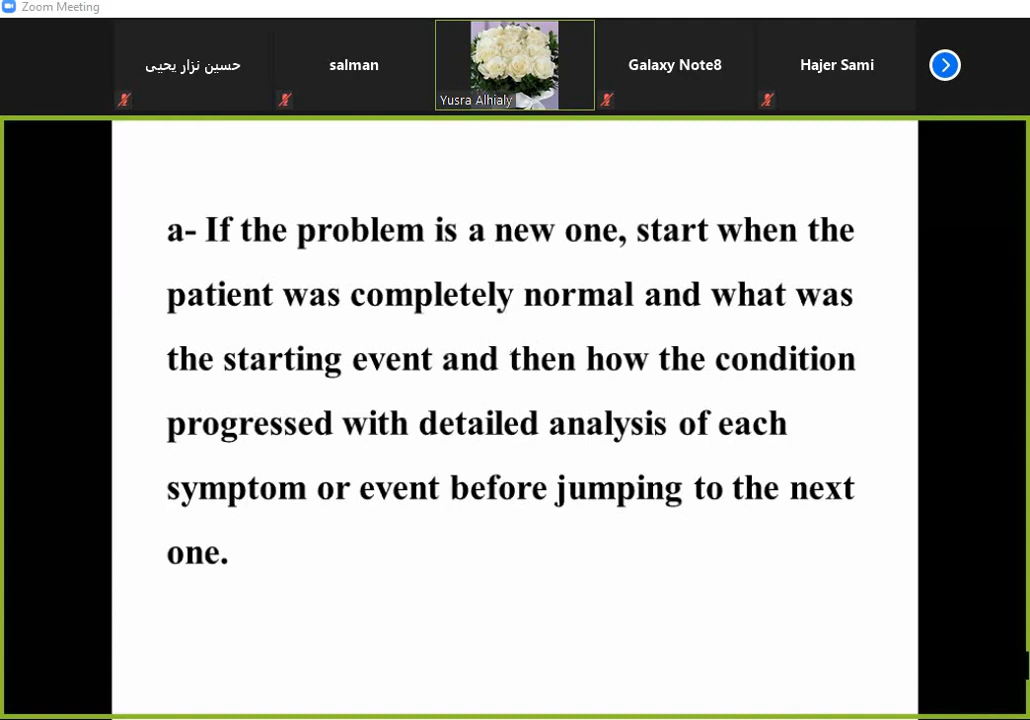 Zoom Meeting
حسين نزار يحيى
salman
Yusra Alhialy
Galaxy Note8
Hajer Sami
a- If the problem is a new one, start when the
patient was completely normal and what was
the starting event and then how the condition
progressed with detailed analysis of each
symptom or event before jumping to the next
one.